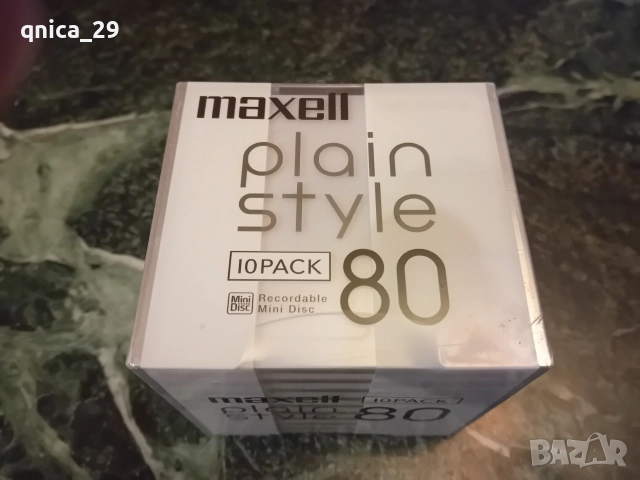 qnica_29
maxell
plain
style
10PACK
80
Mini Disc
Recordable
Mini Disc
maxell
10PACK
plain
style 80
BAZAR